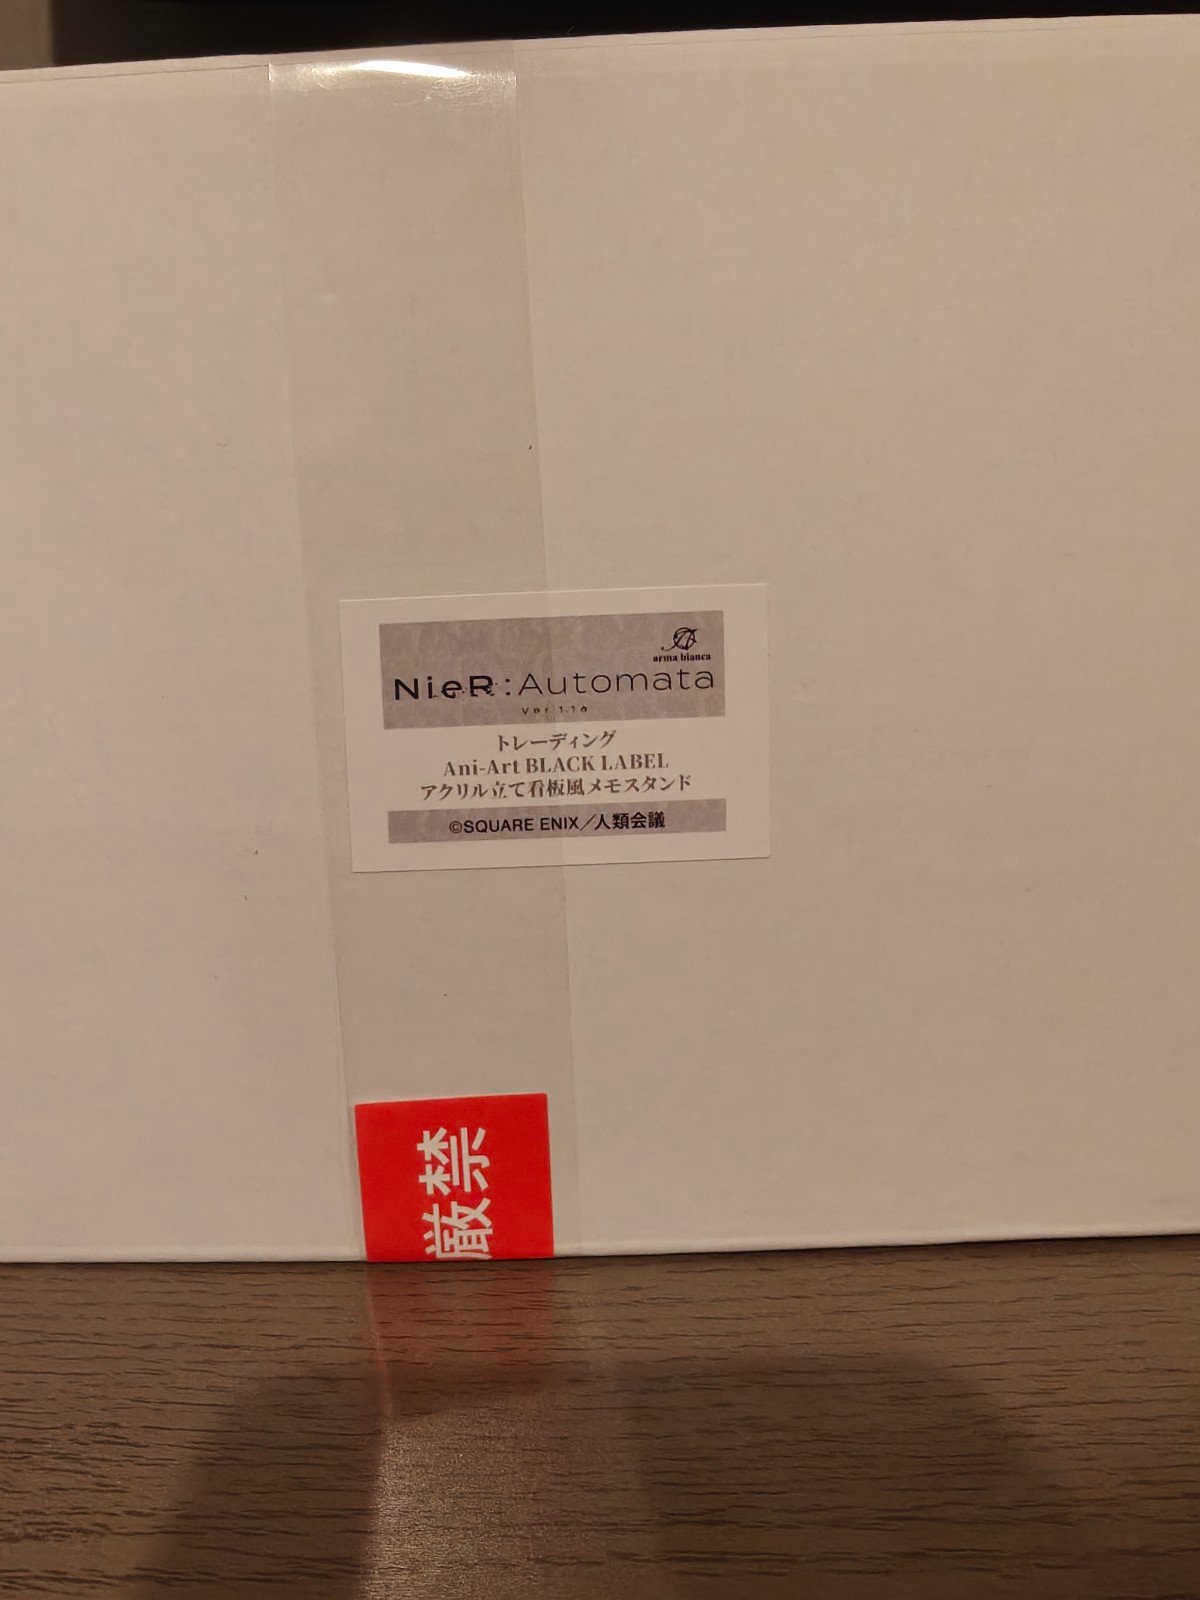 arma bianca
NieR:Automata
Ver1.1a
トレーディング
Ani-Art BLACK LABEL
アクリル立て看板風メモスタンド
©SQUARE ENIX／人類会議
厳禁